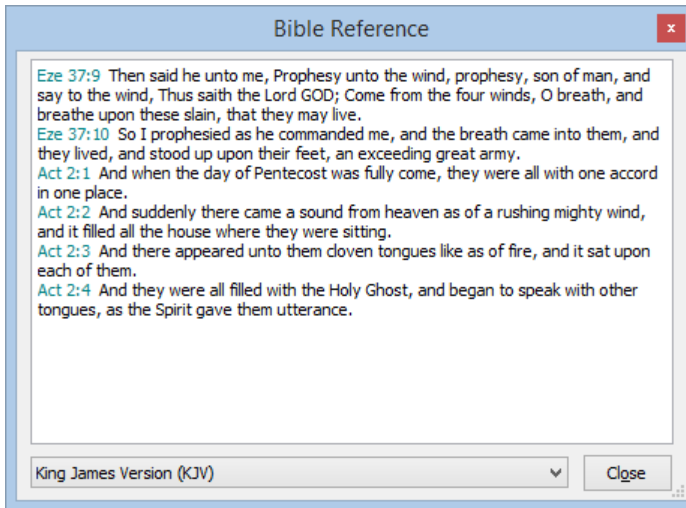 Bible Reference
x
Eze 37:9 Then said he unto me, Prophesy unto the wind, prophesy, son of man, and
say to the wind, Thus saith the Lord GOD; Come from the four winds, O breath, and
breathe upon these slain, that they may live.
Eze 37:10 So I prophesied as he commanded me, and the breath came into them, and
they lived, and stood up upon their feet, an exceeding great army.
Act 2:1 And when the day of Pentecost was fully come, they were all with one accord
in one place.
Act 2:2 And suddenly there came a sound from heaven as of a rushing mighty wind,
and it filled all the house where they were sitting.
Act 2:3 And there appeared unto them cloven tongues like as of fire, and it sat upon
each of them.
Act 2:4 And they were all filled with the Holy Ghost, and began to speak with other
tongues, as the Spirit gave them utterance.
King James Version (KJV)
Close